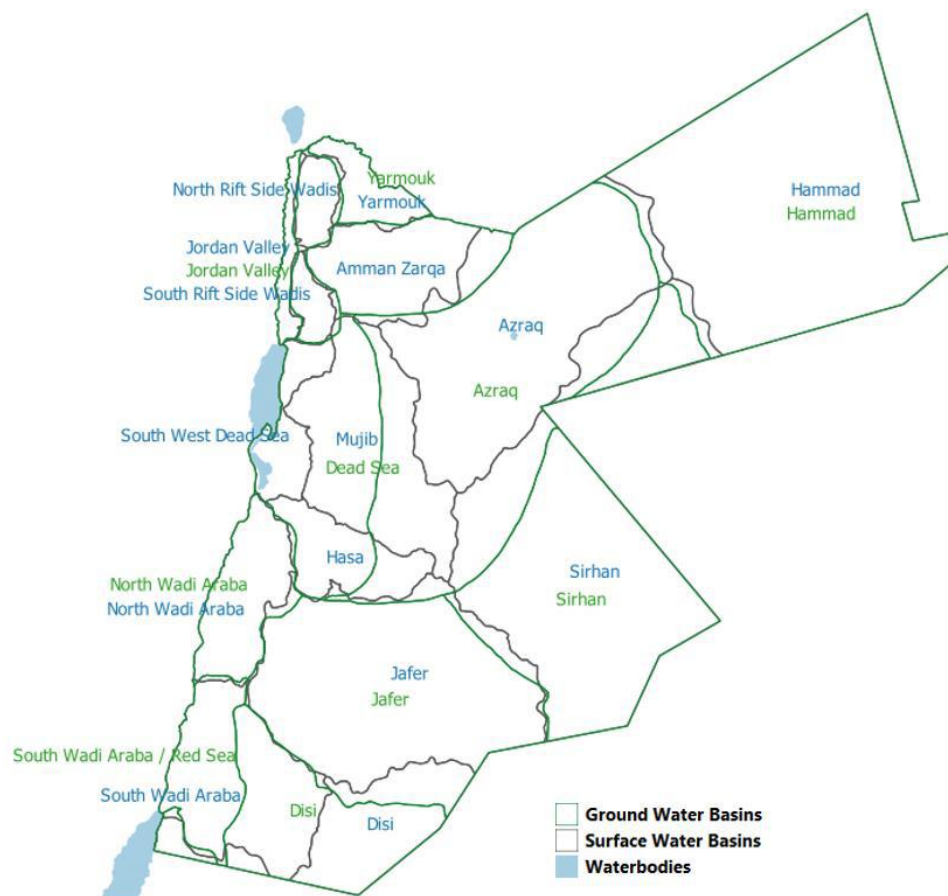 Yarmouk
North Rift Side Wadis
Yarmouk
Hammad
Hammad
Jordan Valley
Jordan Valley
Amman Zarqa
South Rift Side Wadis
Azraq
Azraq
South West Dead Sea
Mujib
Dead Sea
Hasa
Sirhan
Sirhan
North Wadi Araba
North Wadi Araba
Jafer
Jafer
South Wadi Araba / Red Sea
South Wadi Araba
Disi
Disi
Ground Water Basins
Surface Water Basins
Waterbodies